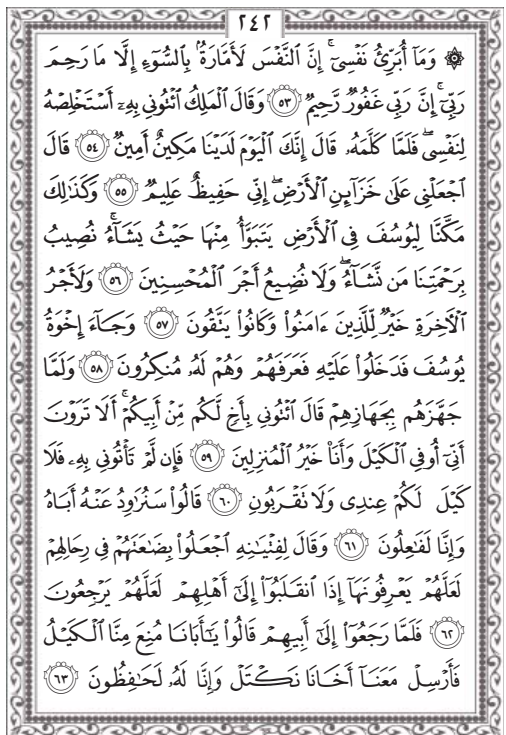 ٢٤٢
۞ وَمَآ أُبَرِّئُ نَفْسِىٓ ۚ إِنَّ ٱلنَّفْسَ لَأَمَّارَةٌۢ بِٱلسُّوٓءِ إِلَّا مَا رَحِمَ
رَبِّىٓ ۚ إِنَّ رَبِّى غَفُورٌ رَّحِيمٌ ٥٣ وَقَالَ ٱلْمَلِكُ ٱئْتُونِى بِهِۦٓ أَسْتَخْلِصْهُ
لِنَفْسِى ۖ فَلَمَّا كَلَّمَهُۥ قَالَ إِنَّكَ ٱلْيَوْمَ لَدَيْنَا مَكِينٌ أَمِينٌ ٥٤ قَالَ
ٱجْعَلْنِى عَلَىٰ خَزَآئِنِ ٱلْأَرْضِ ۖ إِنِّى حَفِيظٌ عَلِيمٌ ٥٥ وَكَذَٰلِكَ
مَكَّنَّا لِيُوسُفَ فِى ٱلْأَرْضِ يَتَبَوَّأُ مِنْهَا حَيْثُ يَشَآءُ ۚ نُصِيبُ
بِرَحْمَتِنَا مَن نَّشَآءُ ۖ وَلَا نُضِيعُ أَجْرَ ٱلْمُحْسِنِينَ ٥٦ وَلَأَجْرُ
ٱلْـَٔاخِرَةِ خَيْرٌ لِّلَّذِينَ ءَامَنُوا۟ وَكَانُوا۟ يَتَّقُونَ ٥٧ وَجَآءَ إِخْوَةُ
يُوسُفَ فَدَخَلُوا۟ عَلَيْهِ فَعَرَفَهُمْ وَهُمْ لَهُۥ مُنكِرُونَ ٥٨ وَلَمَّا
جَهَّزَهُم بِجَهَازِهِمْ قَالَ ٱئْتُونِى بِأَخٍ لَّكُم مِّنْ أَبِيكُمْ ۚ أَلَا تَرَوْنَ
أَنِّىٓ أُوفِى ٱلْكَيْلَ وَأَنَا۠ خَيْرُ ٱلْمُنزِلِينَ ٥٩ فَإِن لَّمْ تَأْتُونِى بِهِۦ فَلَا
كَيْلَ لَكُمْ عِندِى وَلَا تَقْرَبُونِ ٦٠ قَالُوا۟ سَنُرَٰوِدُ عَنْهُ أَبَاهُ
وَإِنَّا لَفَـٰعِلُونَ ٦١ وَقَالَ لِفِتْيَـٰنِهِ ٱجْعَلُوا۟ بِضَـٰعَتَهُمْ فِى رِحَالِهِمْ
لَعَلَّهُمْ يَعْرِفُونَهَآ إِذَا ٱنقَلَبُوٓا۟ إِلَىٰٓ أَهْلِهِمْ لَعَلَّهُمْ يَرْجِعُونَ
٦٢ فَلَمَّا رَجَعُوٓا۟ إِلَىٰٓ أَبِيهِمْ قَالُوا۟ يَـٰٓأَبَانَا مُنِعَ مِنَّا ٱلْكَيْلُ
فَأَرْسِلْ مَعَنَآ أَخَانَا نَكْتَلْ وَإِنَّا لَهُۥ لَحَـٰفِظُونَ ٦٣